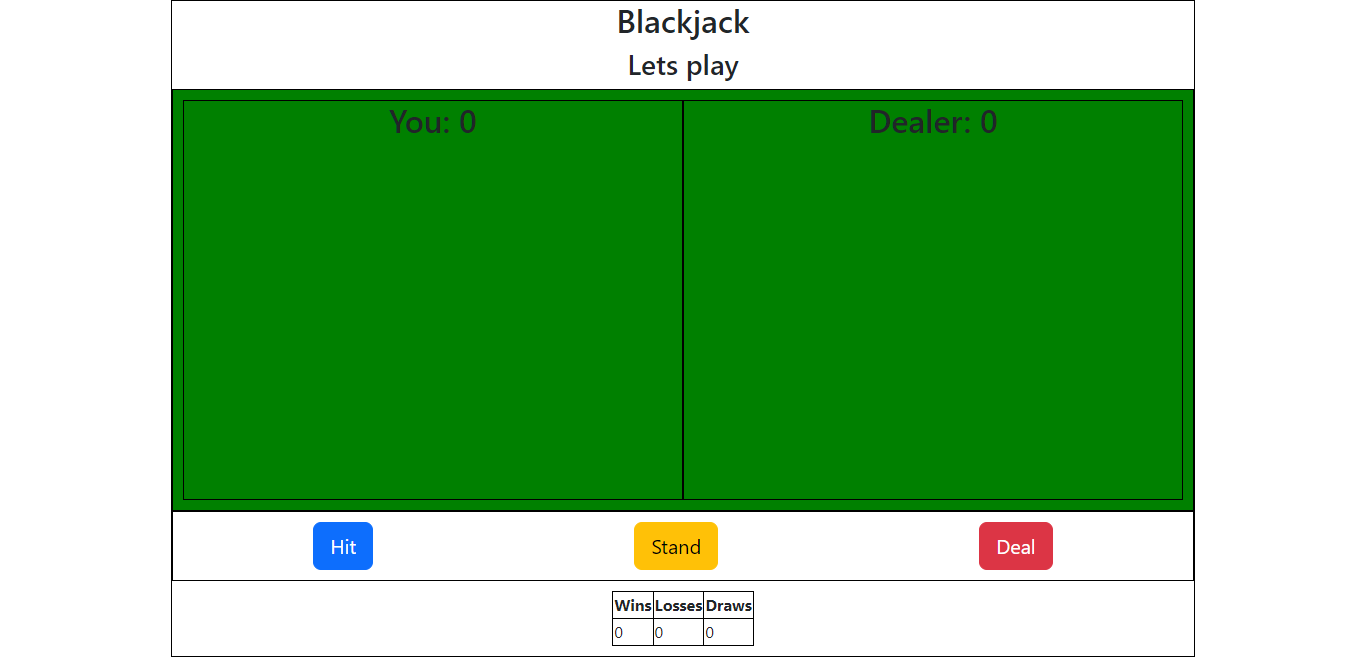 Blackjack
Lets play
You: 0 Dealer: 0
Hit Stand Deal
Wins Losses Draws
0 0 0